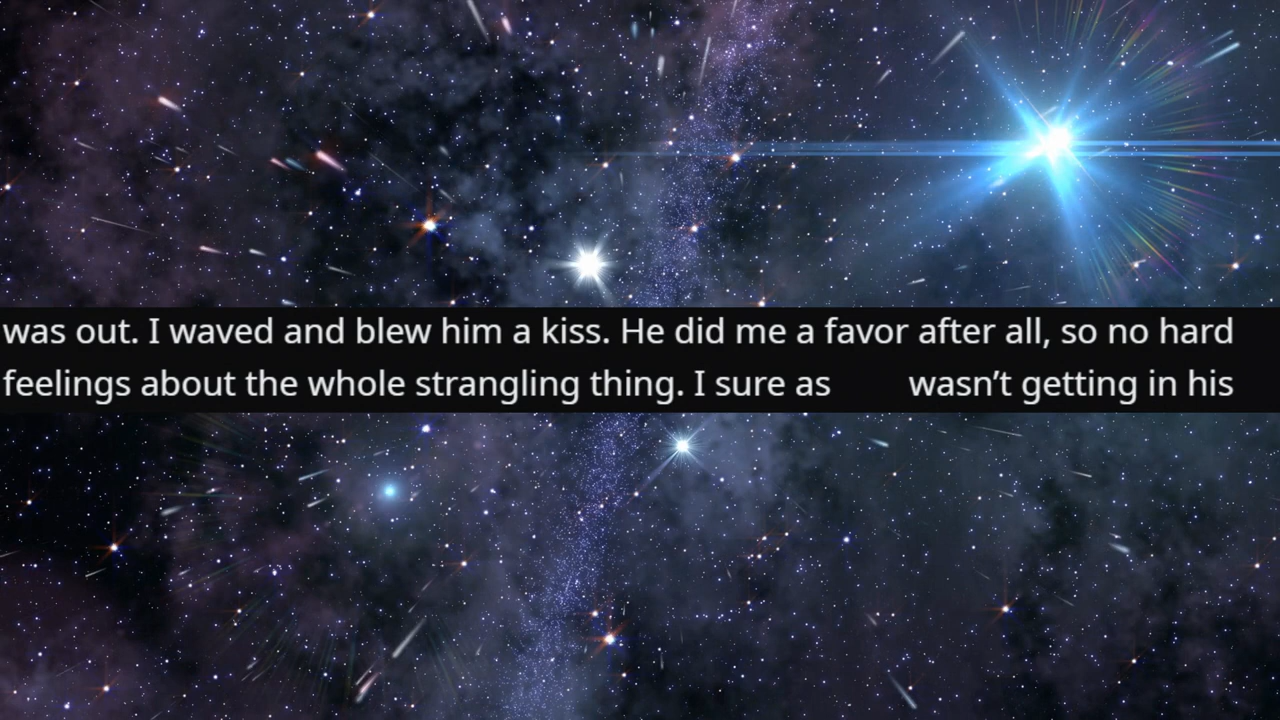 was out. I waved and blew him a kiss. He did me a favor after all, so no hard
feelings about the whole strangling thing. I sure as wasn’t getting in his